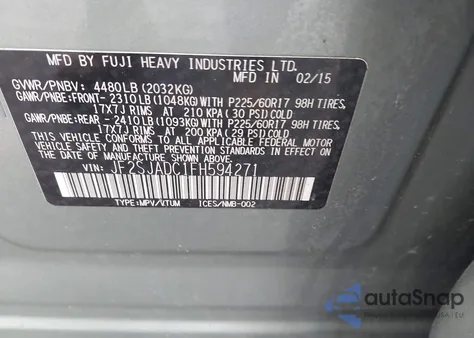 MFD BY FUJI HEAVY INDUSTRIES LTD.
MFD IN JAPAN 02/15
GVWR/PNBV: 4480LB (2032KG)
GAWR/PNBE:FRONT- 2310LB (1048KG)WITH P225/60R17 98H TIRES
17X7J RIMS AT 210 KPA (30 PSI) COLD
GAWR/PNBE:REAR - 2410LB (1093KG)WITH P225/60R17 98H TIRES
17X7J RIMS AT 200 KPA (29 PSI) COLD
THIS VEHICLE CONFORMS TO ALL APPLICABLE U.S. FEDERAL MOTOR
VEHICLE SAFETY AND THEFT PREVENTION STANDARDS IN EFFECT
ON THE DATE OF MANUFACTURE SHOWN ABOVE.
VIN: JF2SJADC1FH594271
TYPE:MPV/VTUM ICES/NMB-002
autoSnap